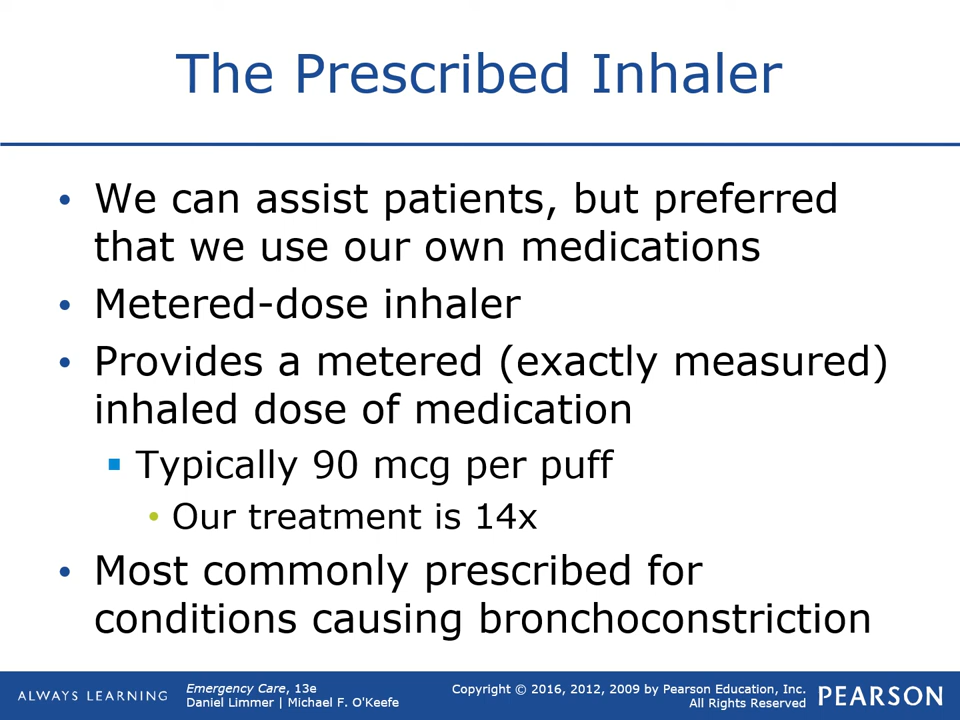 The Prescribed Inhaler
• We can assist patients, but preferred
that we use our own medications
• Metered-dose inhaler
• Provides a metered (exactly measured)
inhaled dose of medication
▪ Typically 90 mcg per puff
• Our treatment is 14x
• Most commonly prescribed for
conditions causing bronchoconstriction
ALWAYS LEARNING
Emergency Care, 13e
Daniel Limmer | Michael F. O'Keefe
Copyright © 2016, 2012, 2009 by Pearson Education, Inc.
All Rights Reserved
PEARSON